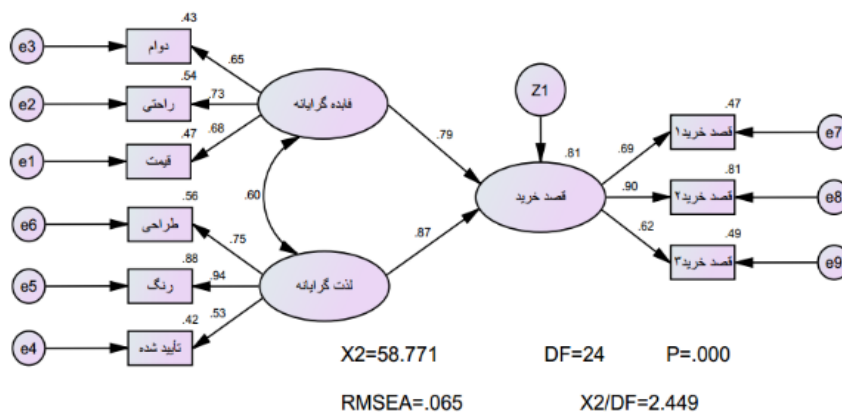 e3
.43
دوام
.65
e2
.54
راحتی
.73
فایده گرایانه
e1
.47
قیمت
.68
.60
.79
Z1
.81
قصد خرید
.47
قصد خرید۱
.69
e7
.81
قصد خرید۲
.90
e8
.49
قصد خرید۳
.62
e9
e6
.56
طراحی
.75
.87
e5
.88
رنگ
.94
لذت گرایانه
e4
.42
تأیید شده
.53
X2=58.771 DF=24 P=.000
RMSEA=.065 X2/DF=2.449